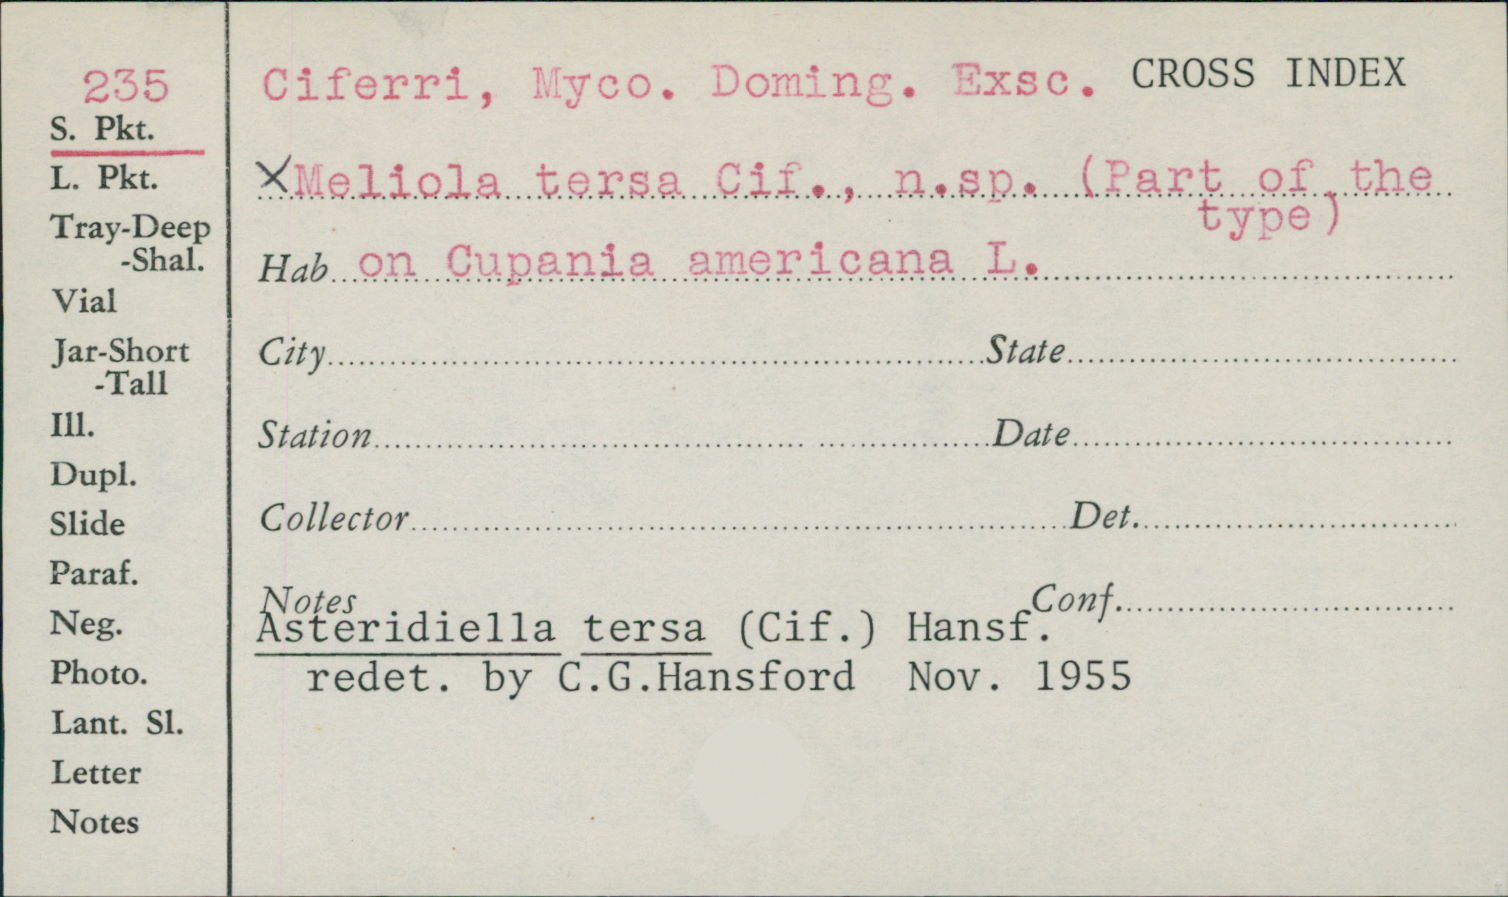 235
S. Pkt.
L. Pkt.
Tray-Deep
-Shal.
Vial
Jar-Short
-Tall
Ill.
Dupl.
Slide
Paraf.
Neg.
Photo.
Lant. Sl.
Letter
Notes
Ciferri, Myco. Doming. Exsc. CROSS INDEX
XMeliola tersa Cif., n.sp. (Part of the
type)
Hab on Cupania americana L.
City State
Station Date
Collector Det.
Notes Conf.
Asteridiella tersa (Cif.) Hansf.
redet. by C.G.Hansford Nov. 1955